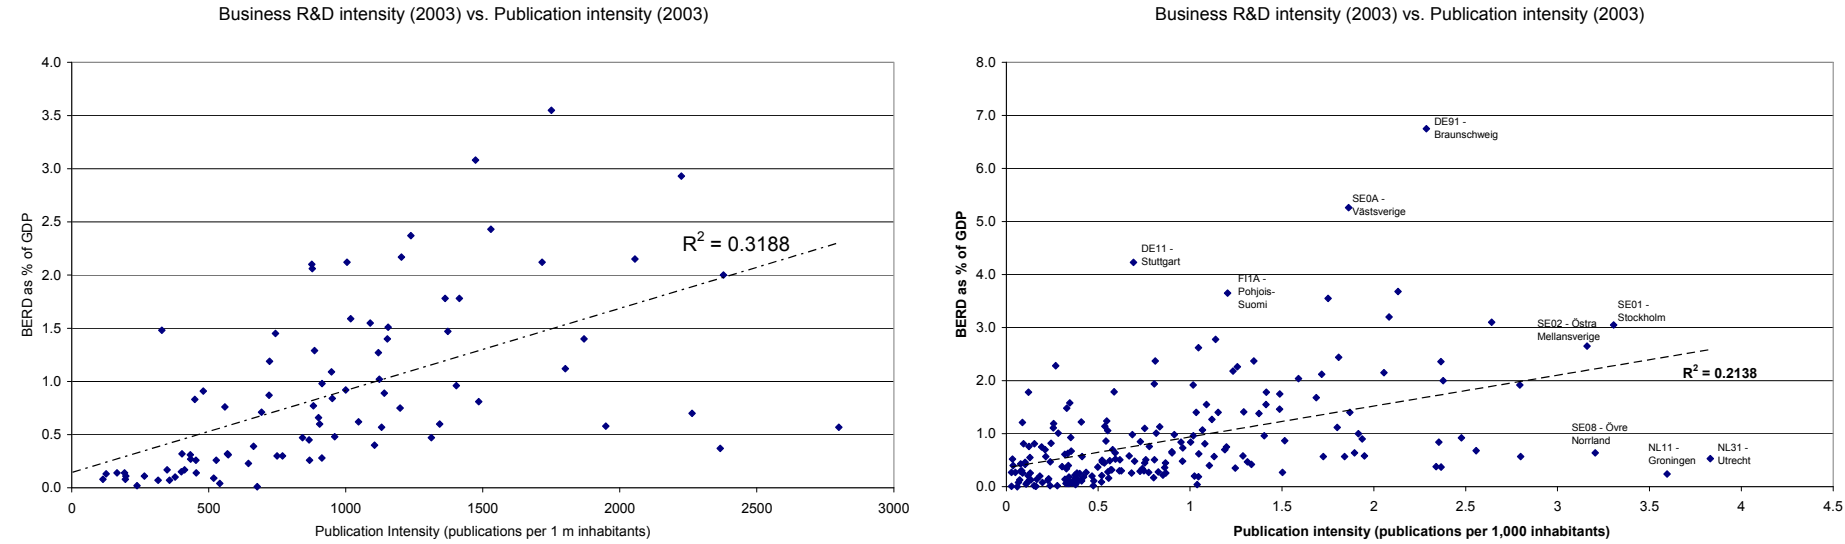 Business R&D intensity (2003) vs. Publication intensity (2003)
4.0
3.5
3.0
2.5
2.0
1.5
1.0
0.5
0.0
BERD as % of GDP
R² = 0.3188
0 500 1000 1500 2000 2500 3000
Publication Intensity (publications per 1 m inhabitants)
Business R&D intensity (2003) vs. Publication intensity (2003)
8.0
7.0
6.0
5.0
4.0
3.0
2.0
1.0
0.0
BERD as % of GDP
DE91 -
Braunschweig
SE0A -
Västsverige
DE11 -
Stuttgart
FI1A -
Pohjois-
Suomi
SE01 -
Stockholm
SE02 - Östra
Mellansverige
R² = 0.2138
SE08 - Övre
Norrland
NL11 -
Groningen
NL31 -
Utrecht
0 0.5 1 1.5 2 2.5 3 3.5 4 4.5
Publication intensity (publications per 1,000 inhabitants)